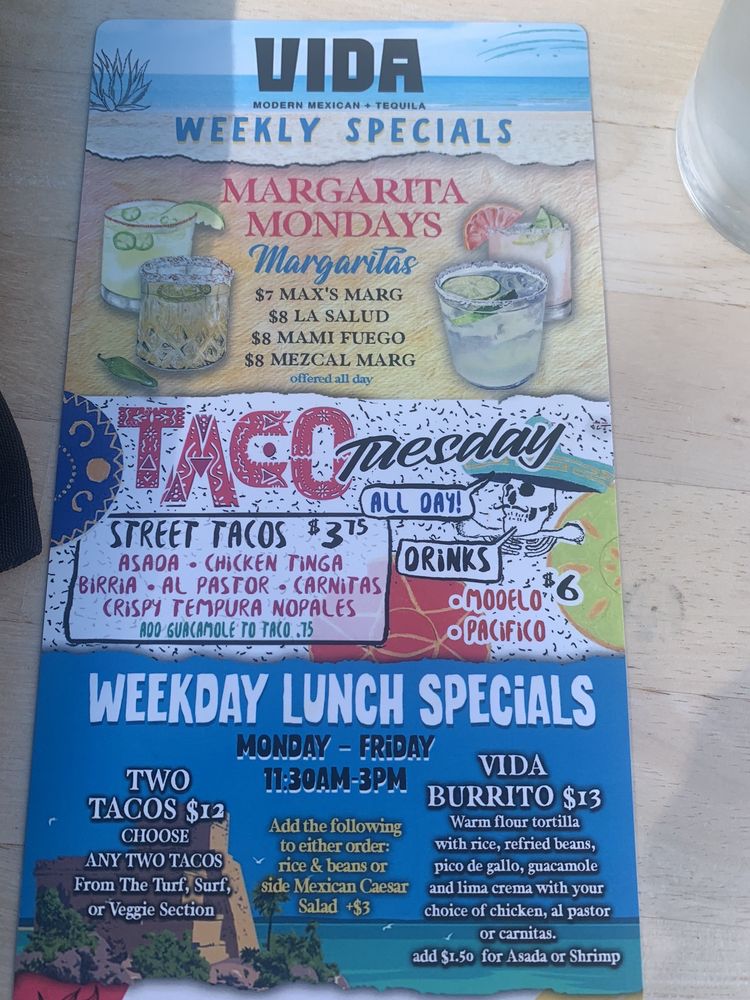 VIDA
MODERN MEXICAN + TEQUILA
WEEKLY SPECIALS
MARGARITA
MONDAYS
Margaritas
$7 MAX'S MARG
$8 LA SALUD
$8 MAMI FUEGO
$8 MEZCAL MARG
offered all day
TACO Tuesday
ALL DAY!
STREET TACOS $3 75
ASADA • CHICKEN TINGA
BIRRIA • AL PASTOR • CARNITAS
CRISPY TEMPURA NOPALES
ADD GUACAMOLE TO TACO .75
DRINKS
$6
•MODELO
•PACIFICO
WEEKDAY LUNCH SPECIALS
MONDAY – FRIDAY
11:30AM-3PM
TWO
TACOS $12
CHOOSE
ANY TWO TACOS
From The Turf, Surf,
or Veggie Section
Add the following
to either order:
rice & beans or
side Mexican Caesar
Salad +$3
VIDA
BURRITO $13
Warm flour tortilla
with rice, refried beans,
pico de gallo, guacamole
and lima crema with your
choice of chicken, al pastor
or carnitas.
add $1.50 for Asada or Shrimp